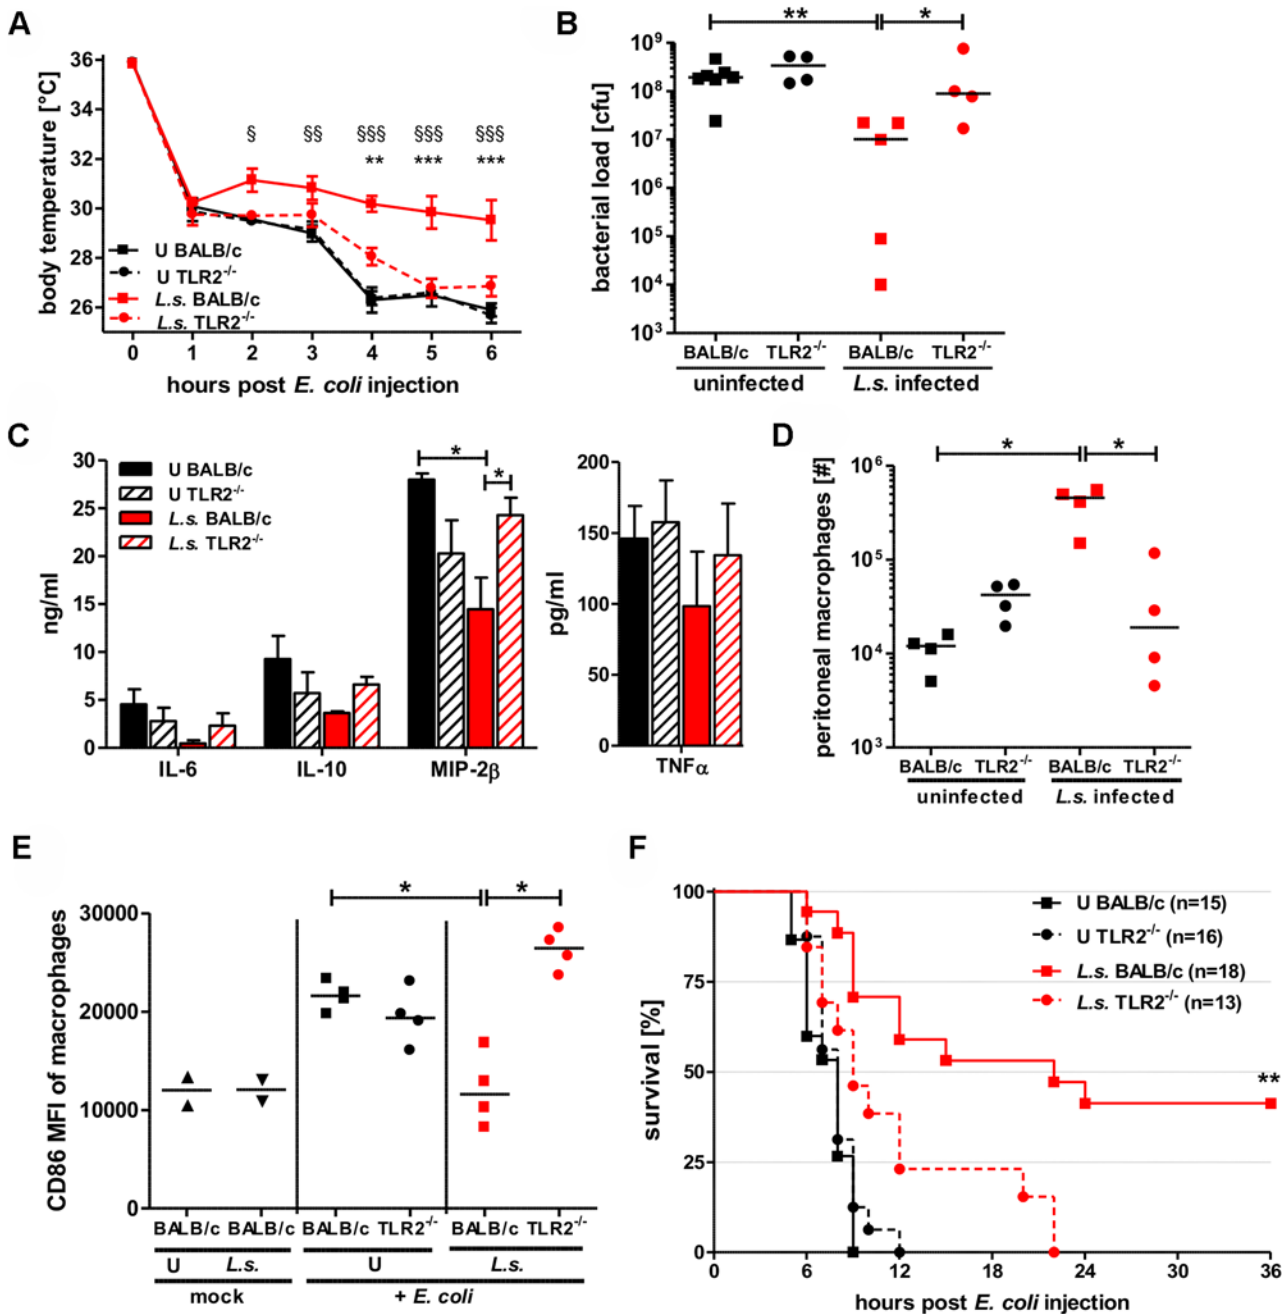 A
body temperature [°C]
36
34
32
30
28
26
§ §§ §§§ §§§ §§§
** *** ***
U BALB/c
U TLR2-/-
L.s. BALB/c
L.s. TLR2-/-
0 1 2 3 4 5 6
hours post E. coli injection
B
** *
bacterial load [cfu]
10⁹
10⁸
10⁷
10⁶
10⁵
10⁴
10³
BALB/c TLR2-/- BALB/c TLR2-/-
uninfected L.s. infected
C
ng/ml
30
25
20
15
10
5
0
U BALB/c
U TLR2-/-
L.s. BALB/c
L.s. TLR2-/-
*
*
IL-6 IL-10 MIP-2β
pg/ml
200
150
100
50
0
TNFα
D
* *
peritoneal macrophages [#]
10⁶
10⁵
10⁴
10³
BALB/c TLR2-/- BALB/c TLR2-/-
uninfected L.s. infected
E
* *
CD86 MFI of macrophages
30000
20000
10000
0
BALB/c BALB/c BALB/c TLR2-/- BALB/c TLR2-/-
U L.s. U L.s.
mock + E. coli
F
survival [%]
100
75
50
25
0
U BALB/c (n=15)
U TLR2-/- (n=16)
L.s. BALB/c (n=18)
L.s. TLR2-/- (n=13)
**
0 6 12 18 24 30 36
hours post E. coli injection